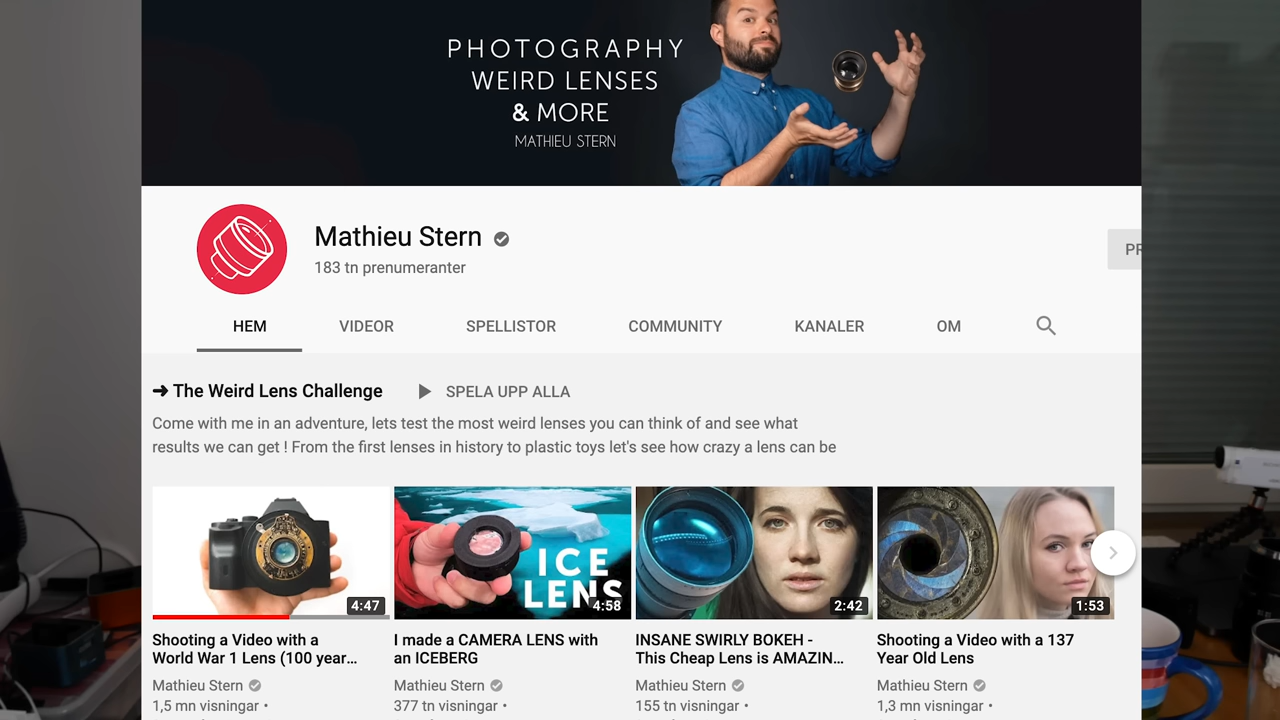 PHOTOGRAPHY
WEIRD LENSES
& MORE
MATHIEU STERN
Mathieu Stern
183 tn prenumeranter
PR
HEM VIDEOR SPELLISTOR COMMUNITY KANALER OM
➜ The Weird Lens Challenge SPELA UPP ALLA
Come with me in an adventure, lets test the most weird lenses you can think of and see what
results we can get ! From the first lenses in history to plastic toys let's see how crazy a lens can be
ICE
LENS
4:47 4:58 2:42 1:53
Shooting a Video with a
World War 1 Lens (100 year...
Mathieu Stern
1,5 mn visningar •
I made a CAMERA LENS with
an ICEBERG
Mathieu Stern
377 tn visningar •
INSANE SWIRLY BOKEH -
This Cheap Lens is AMAZIN...
Mathieu Stern
155 tn visningar •
Shooting a Video with a 137
Year Old Lens
Mathieu Stern
1,3 mn visningar •